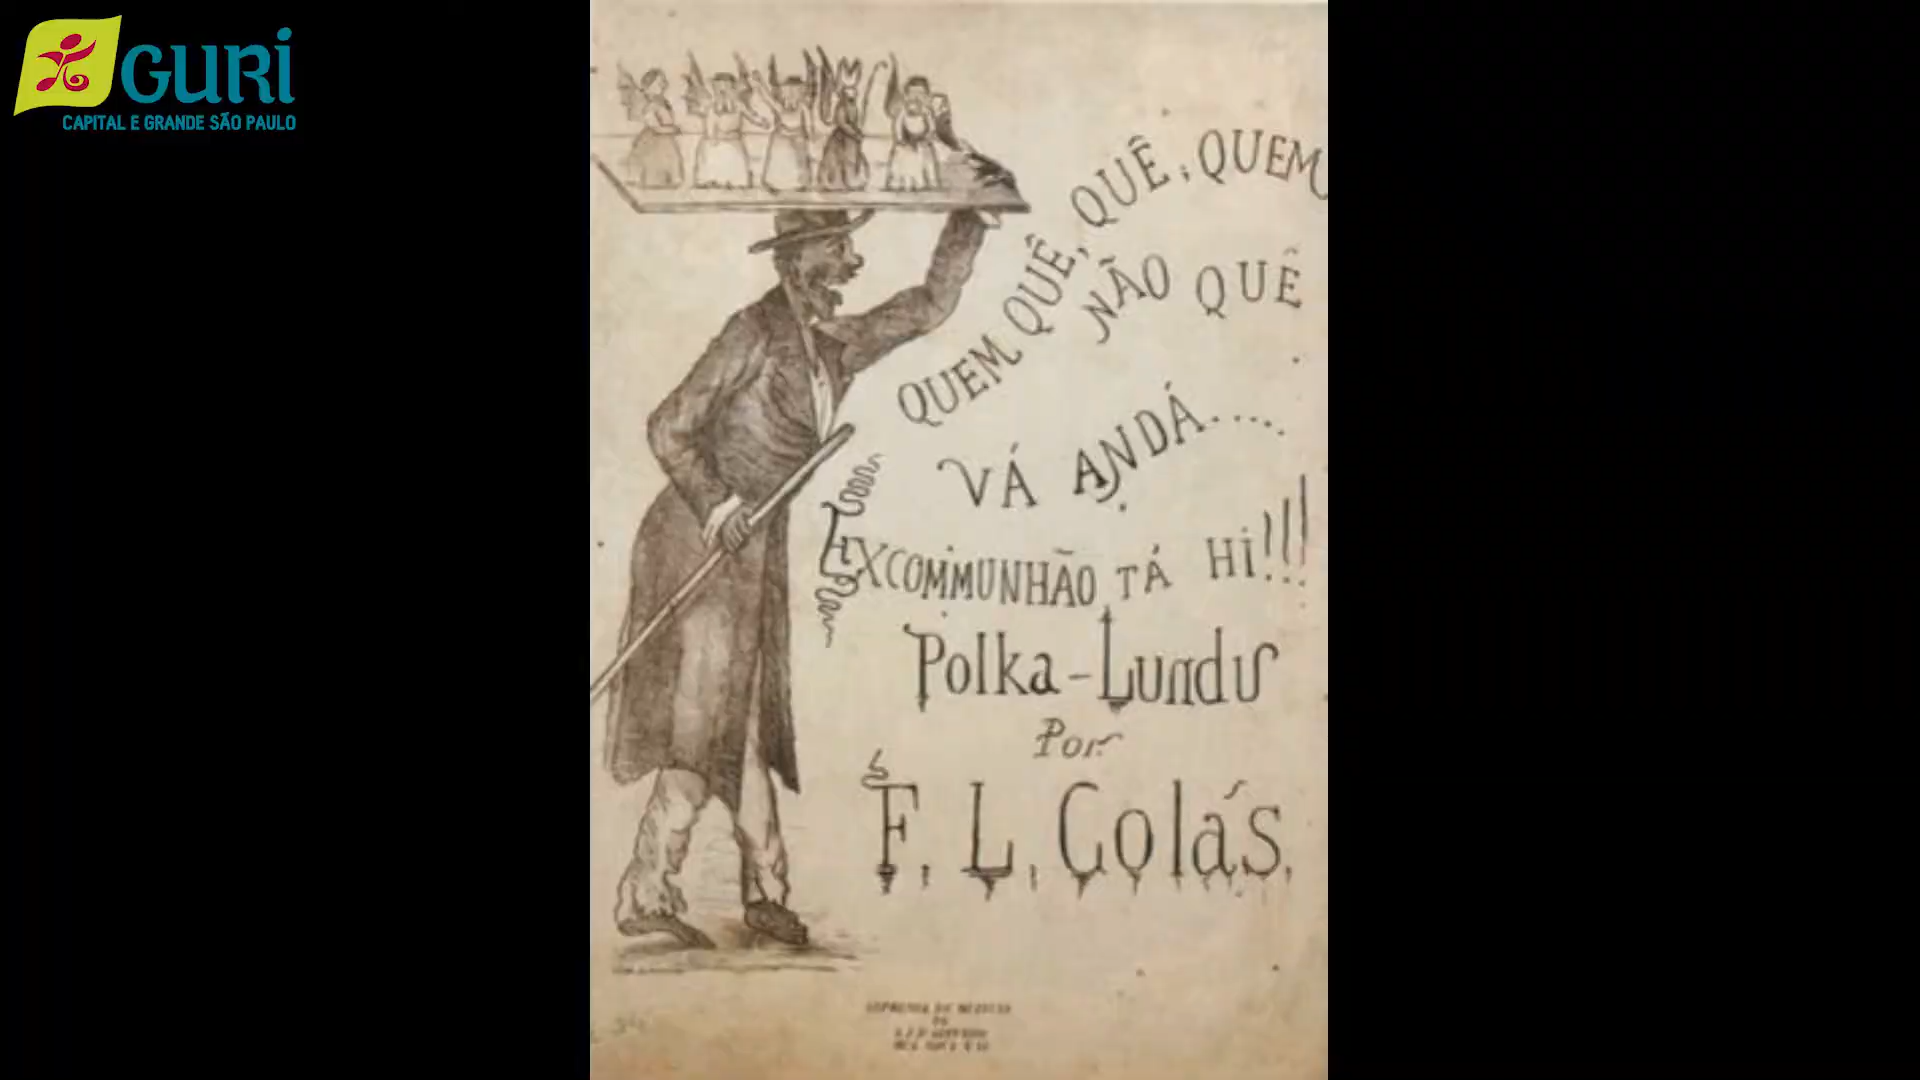 GURI
CAPITAL E GRANDE SÃO PAULO
QUEM QUÊ, QUÊ, QUEM
NÃO QUÊ
VÁ ANDÁ.....
EXCOMMUNHÃO TÁ HI!!!
Polka-Lundu
Por
F. L. Colás.